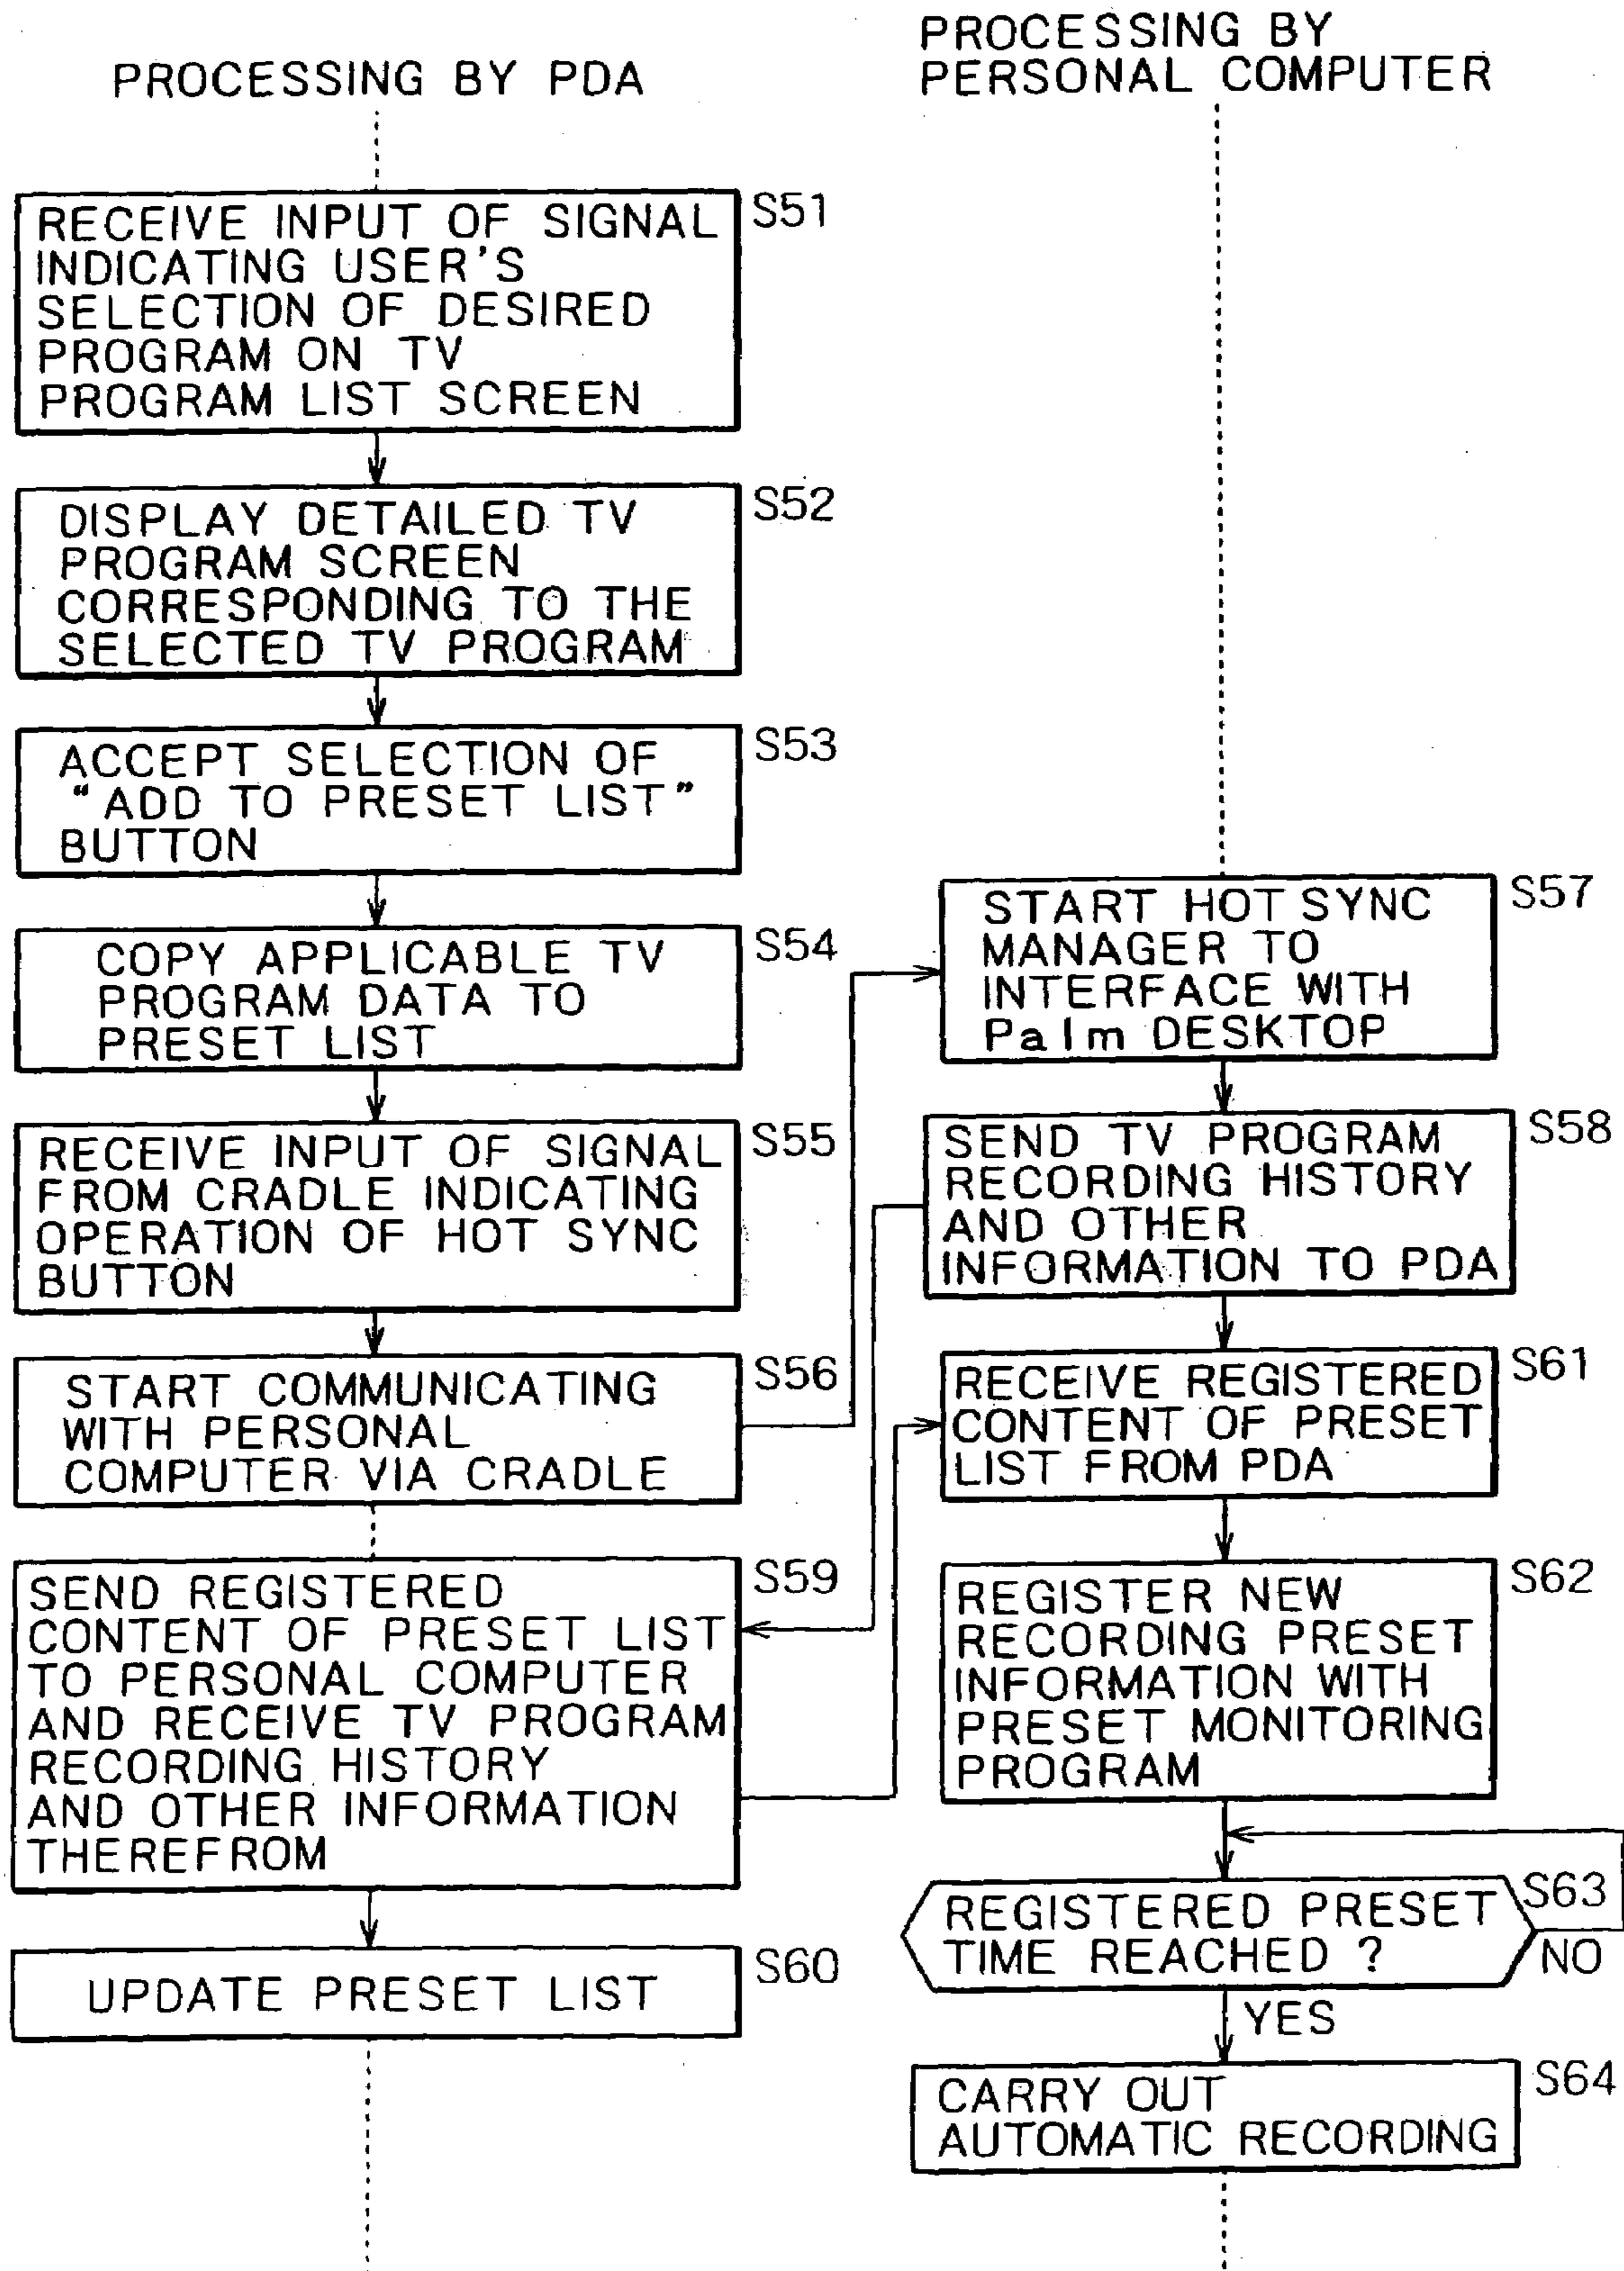 PROCESSING BY PDA
PROCESSING BY
PERSONAL COMPUTER
RECEIVE INPUT OF SIGNAL
INDICATING USER'S
SELECTION OF DESIRED
PROGRAM ON TV
PROGRAM LIST SCREEN
S51
DISPLAY DETAILED TV
PROGRAM SCREEN
CORRESPONDING TO THE
SELECTED TV PROGRAM
S52
ACCEPT SELECTION OF
"ADD TO PRESET LIST"
BUTTON
S53
COPY APPLICABLE TV
PROGRAM DATA TO
PRESET LIST
S54
RECEIVE INPUT OF SIGNAL
FROM CRADLE INDICATING
OPERATION OF HOT SYNC
BUTTON
S55
START COMMUNICATING
WITH PERSONAL
COMPUTER VIA CRADLE
S56
SEND REGISTERED
CONTENT OF PRESET LIST
TO PERSONAL COMPUTER
AND RECEIVE TV PROGRAM
RECORDING HISTORY
AND OTHER INFORMATION
THEREFROM
S59
UPDATE PRESET LIST
S60
START HOT SYNC
MANAGER TO
INTERFACE WITH
Palm DESKTOP
S57
SEND TV PROGRAM
RECORDING HISTORY
AND OTHER
INFORMATION TO PDA
S58
RECEIVE REGISTERED
CONTENT OF PRESET
LIST FROM PDA
S61
REGISTER NEW
RECORDING PRESET
INFORMATION WITH
PRESET MONITORING
PROGRAM
S62
REGISTERED PRESET
TIME REACHED ?
S63
NO
YES
CARRY OUT
AUTOMATIC RECORDING
S64